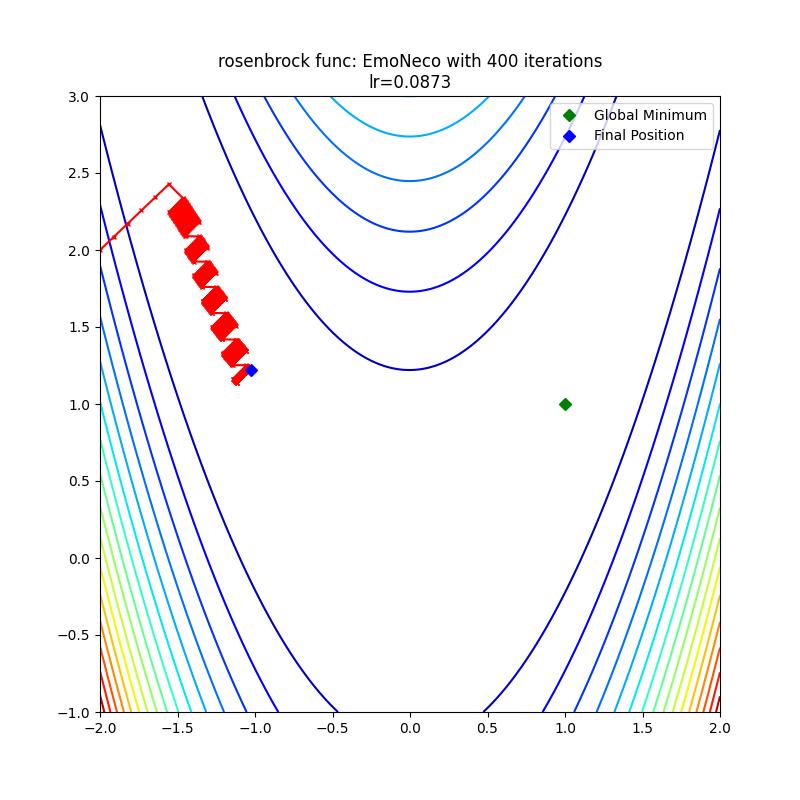 rosenbrock func: EmoNeco with 400 iterations
lr=0.0873
Global Minimum
Final Position
3.0
2.5
2.0
1.5
1.0
0.5
0.0
−0.5
−1.0
−2.0 −1.5 −1.0 −0.5 0.0 0.5 1.0 1.5 2.0